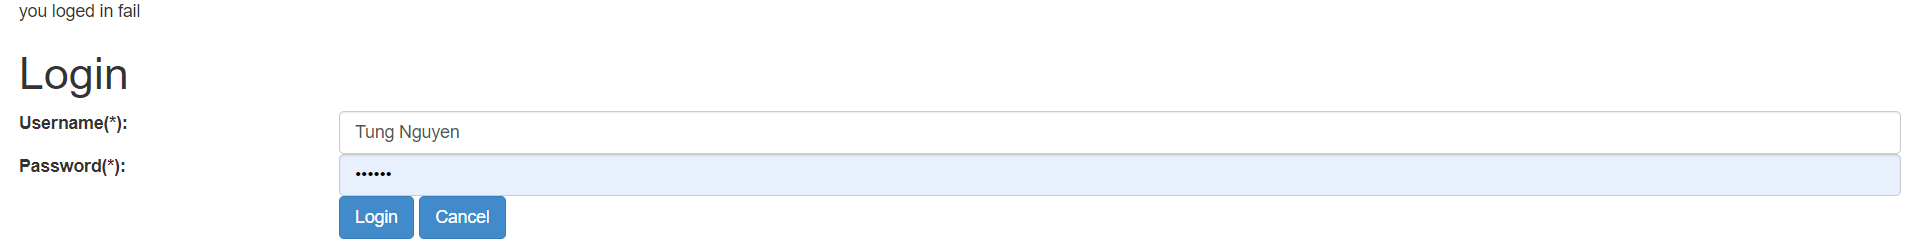 you loged in fail
Login
Username(*):
Tung Nguyen
Password(*):
••••••
Login Cancel